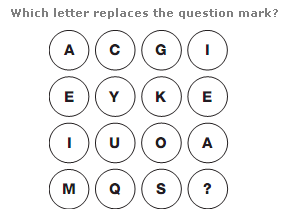 Which letter replaces the question mark?
A C G I
E Y K E
I U O A
M Q S ?